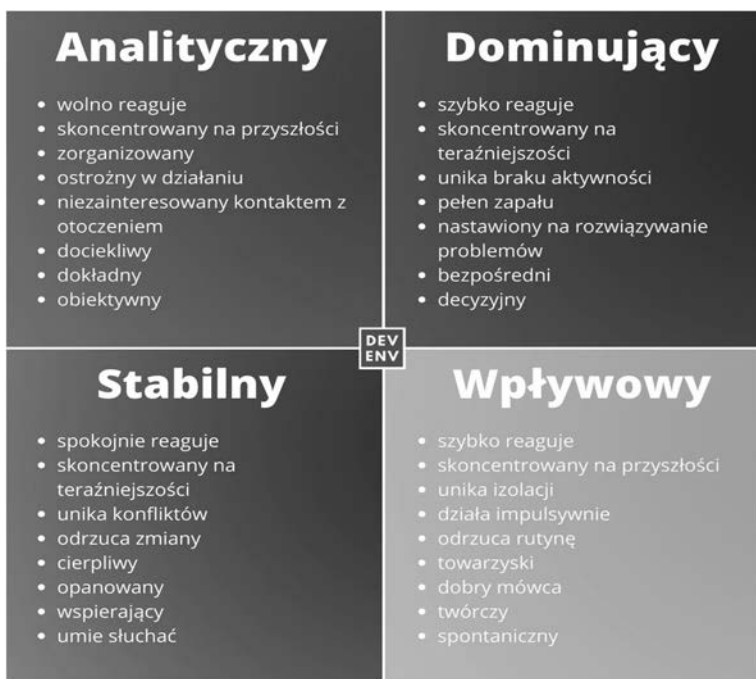 Analityczny
• wolno reaguje
• skoncentrowany na przyszłości
• zorganizowany
• ostrożny w działaniu
• niezainteresowany kontaktem z
otoczeniem
• dociekliwy
• dokładny
• obiektywny
Dominujący
• szybko reaguje
• skoncentrowany na
teraźniejszości
• unika braku aktywności
• pełen zapału
• nastawiony na rozwiązywanie
problemów
• bezpośredni
• decyzyjny
DEV
ENV
Stabilny
• spokojnie reaguje
• skoncentrowany na
teraźniejszości
• unika konfliktów
• odrzuca zmiany
• cierpliwy
• opanowany
• wspierający
• umie słuchać
Wpływowy
• szybko reaguje
• skoncentrowany na przyszłości
• unika izolacji
• działa impulsywnie
• odrzuca rutynę
• towarzyski
• dobry mówca
• twórczy
• spontaniczny